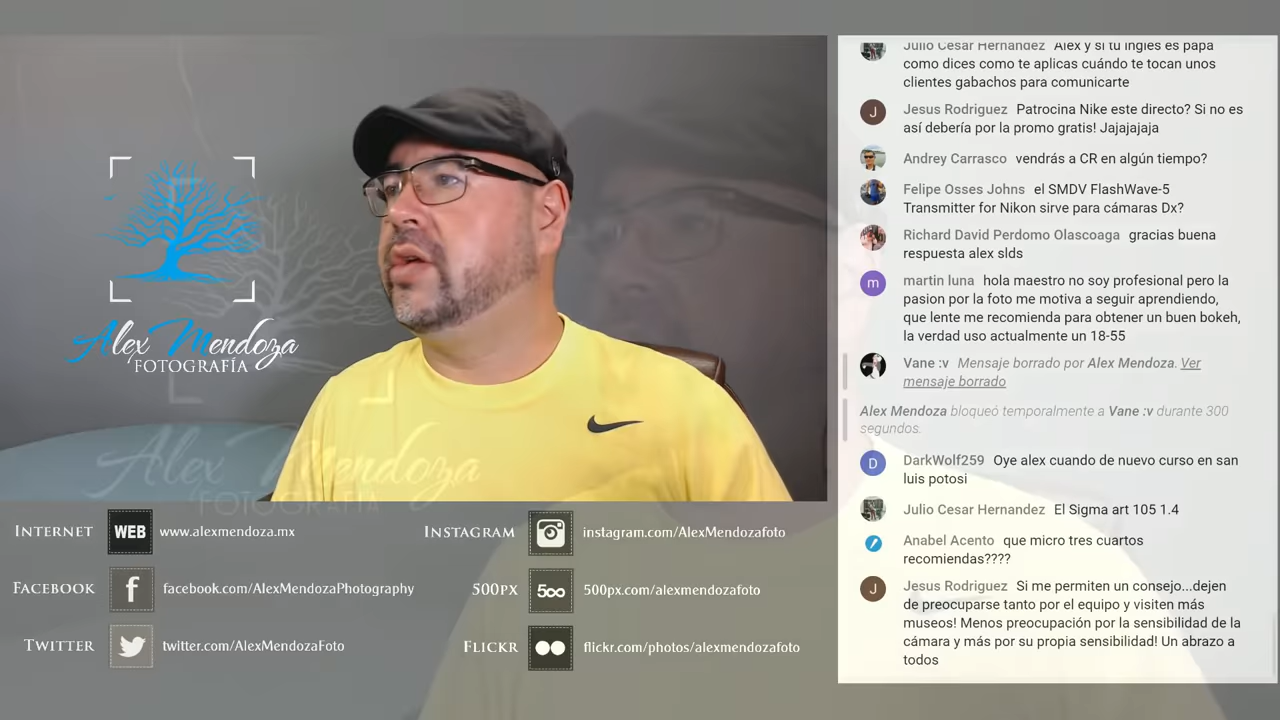 Alex Mendoza
FOTOGRAFÍA
Alex Mendoza
FOTOGRAFIA
INTERNET
WEB
www.alexmendoza.mx
INSTAGRAM
instagram.com/AlexMendozafoto
FACEBOOK
f
facebook.com/AlexMendozaPhotography
500PX
500
500px.com/alexmendozafoto
TWITTER
twitter.com/AlexMendozaFoto
FLICKR
flickr.com/photos/alexmendozafoto
Julio Cesar Hernandez Alex y si tu ingles es papa
como dices como te aplicas cuándo te tocan unos
clientes gabachos para comunicarte
J
Jesus Rodriguez Patrocina Nike este directo? Si no es
así debería por la promo gratis! Jajajajaja
Andrey Carrasco vendrás a CR en algún tiempo?
Felipe Osses Johns el SMDV FlashWave-5
Transmitter for Nikon sirve para cámaras Dx?
Richard David Perdomo Olascoaga gracias buena
respuesta alex slds
m
martin luna hola maestro no soy profesional pero la
pasion por la foto me motiva a seguir aprendiendo,
que lente me recomienda para obtener un buen bokeh,
la verdad uso actualmente un 18-55
Vane :v Mensaje borrado por Alex Mendoza. Ver
mensaje borrado
Alex Mendoza bloqueó temporalmente a Vane :v durante 300
segundos.
D
DarkWolf259 Oye alex cuando de nuevo curso en san
luis potosi
Julio Cesar Hernandez El Sigma art 105 1.4
Anabel Acento que micro tres cuartos
recomiendas????
J
Jesus Rodriguez Si me permiten un consejo...dejen
de preocuparse tanto por el equipo y visiten más
museos! Menos preocupación por la sensibilidad de la
cámara y más por su propia sensibilidad! Un abrazo a
todos